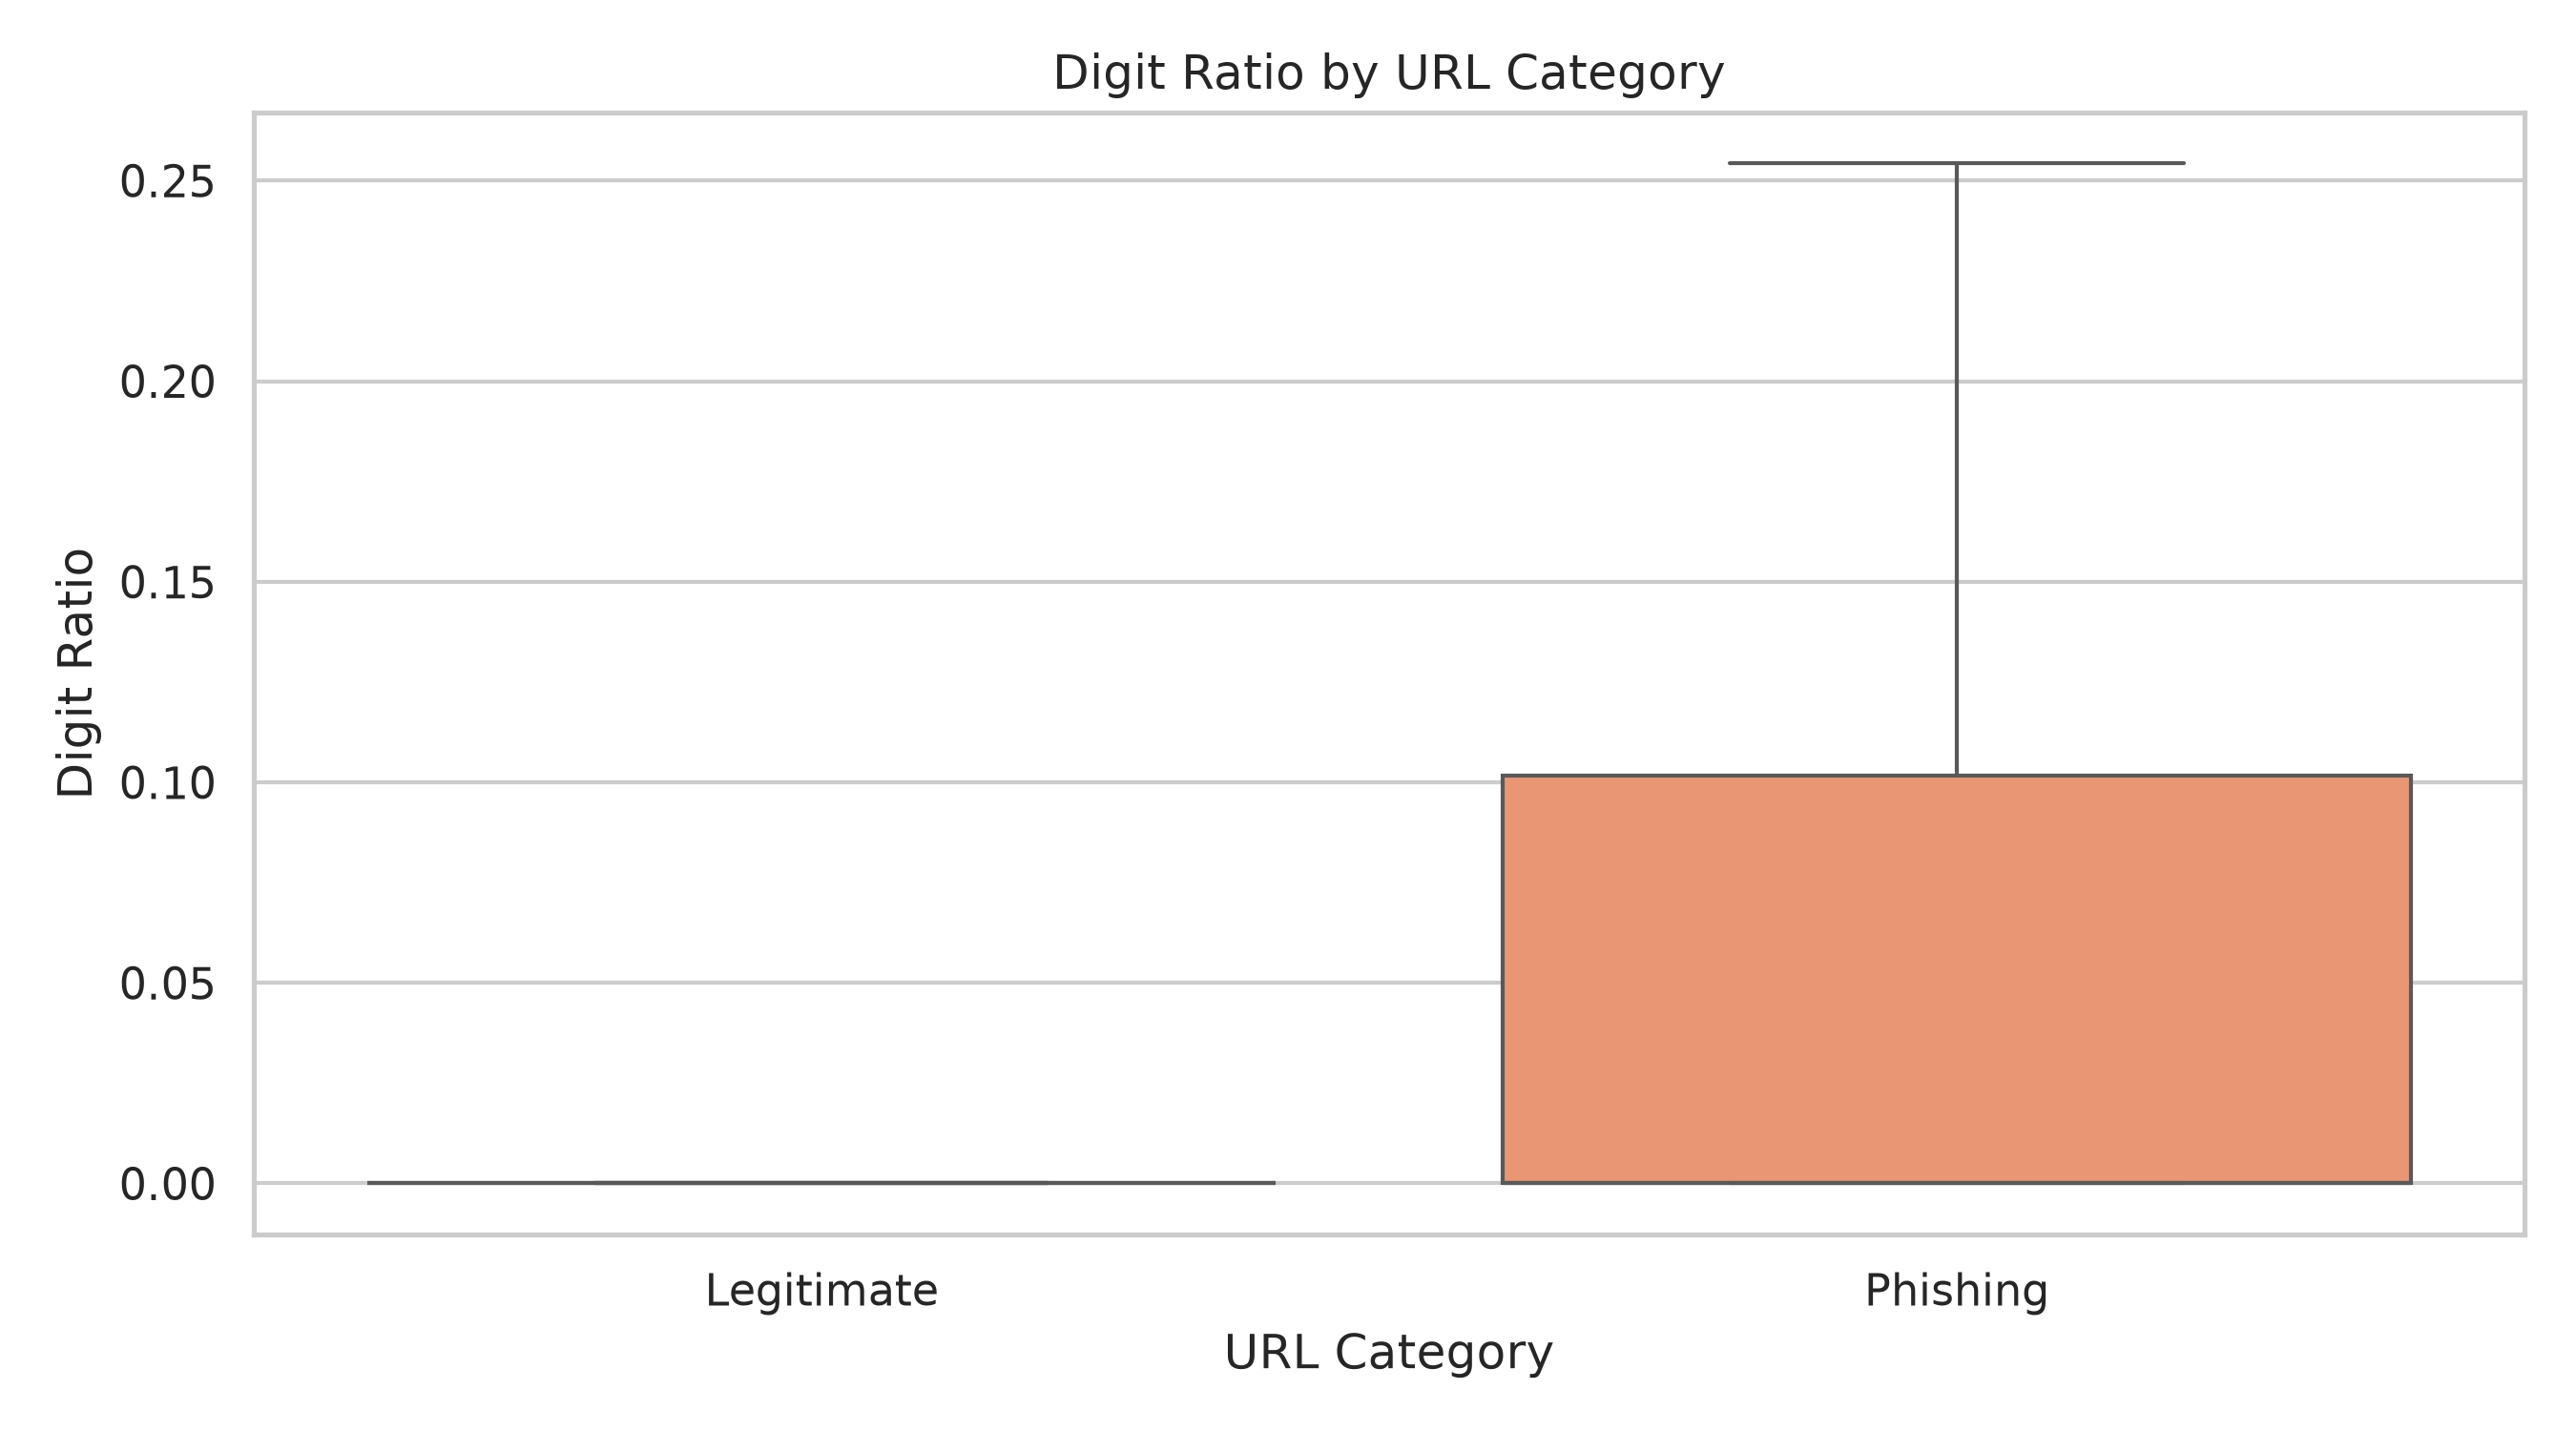 Digit Ratio by URL Category
Digit Ratio
0.25
0.20
0.15
0.10
0.05
0.00
Legitimate
Phishing
URL Category